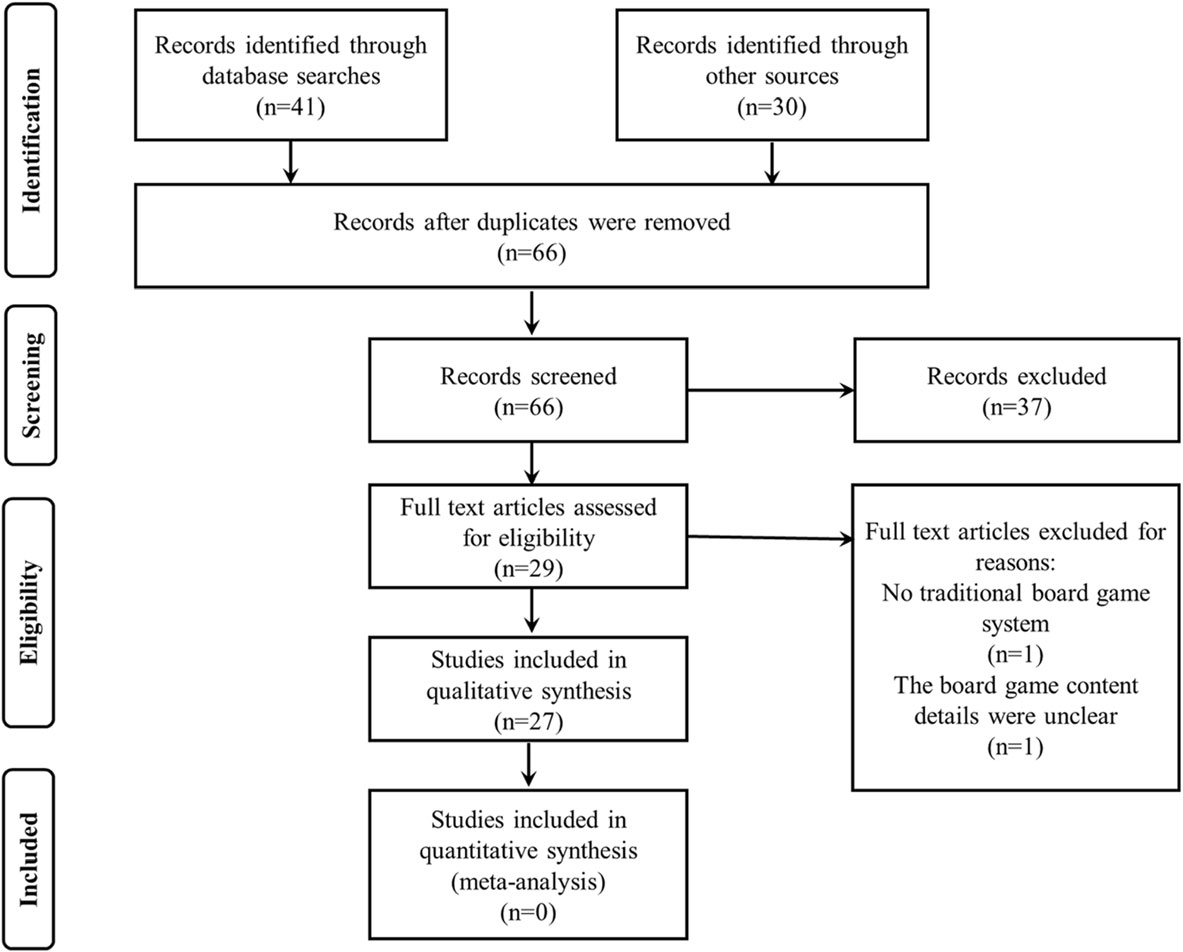 Identification
Records identified through
database searches
(n=41)
Records identified through
other sources
(n=30)
Records after duplicates were removed
(n=66)
Screening
Records screened
(n=66)
Records excluded
(n=37)
Eligibility
Full text articles assessed
for eligibility
(n=29)
Full text articles excluded for
reasons:
No traditional board game
system
(n=1)
The board game content
details were unclear
(n=1)
Studies included in
qualitative synthesis
(n=27)
Included
Studies included in
quantitative synthesis
(meta-analysis)
(n=0)